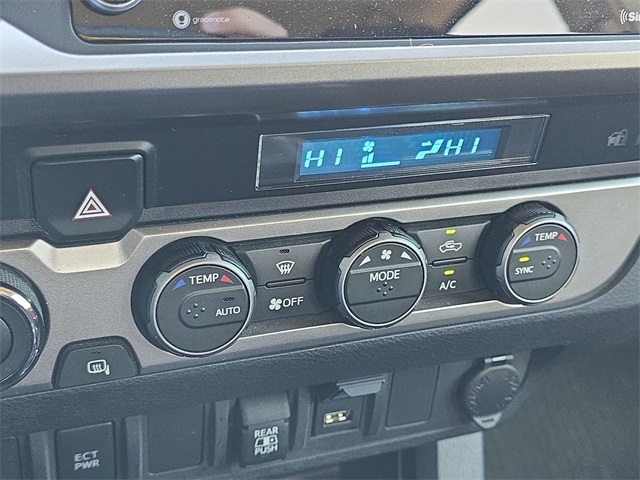 gracenote
HI HI
TEMP
AUTO
OFF
MODE
A/C
TEMP
SYNC
ECT
PWR
REAR
PUSH